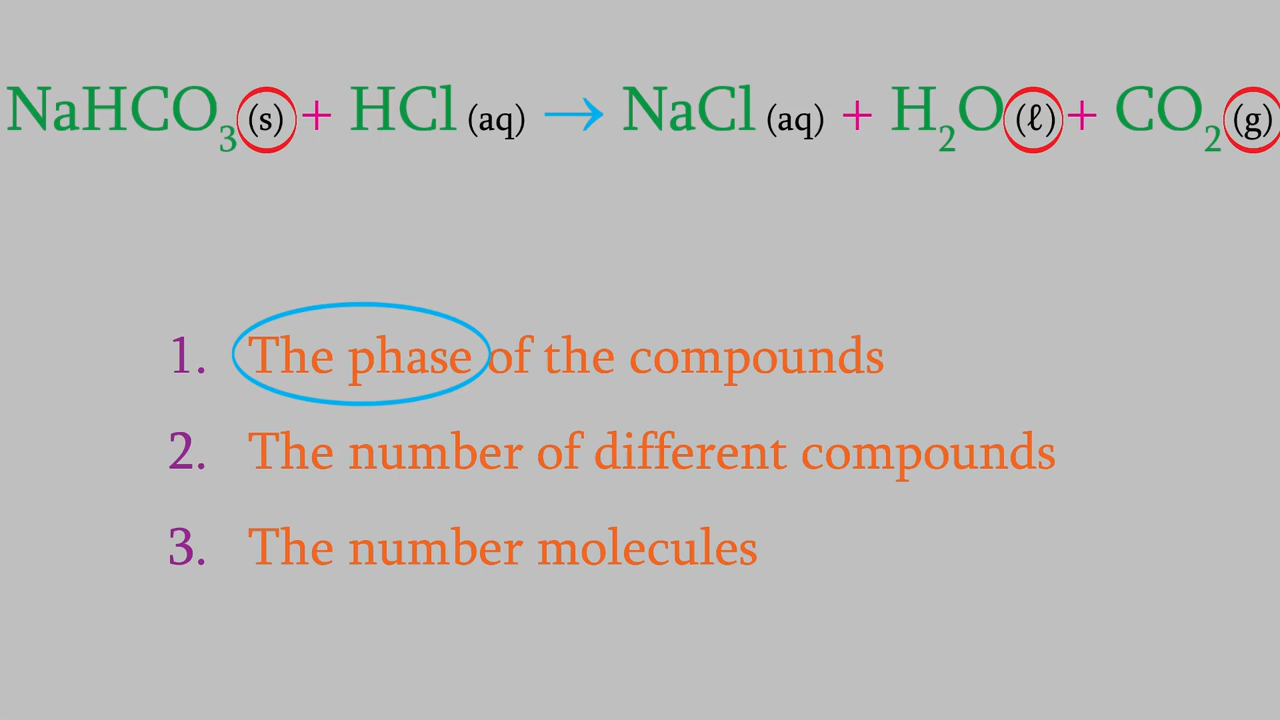 NaHCO₃(s) + HCl (aq) → NaCl (aq) + H₂O(ℓ) + CO₂(g)
1. The phase of the compounds
2. The number of different compounds
3. The number molecules